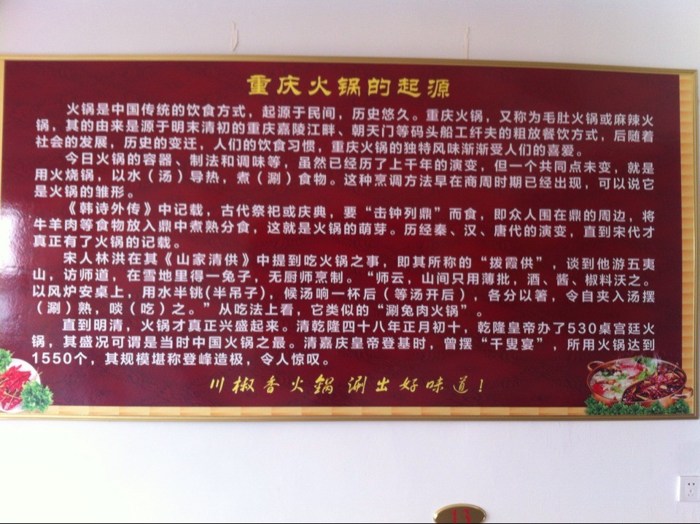 重庆火锅的起源
火锅是中国传统的饮食方式，起源于民间，历史悠久。重庆火锅，又称为毛肚火锅或麻辣火
锅，其的由来是源于明末清初的重庆嘉陵江畔、朝天门等码头船工纤夫的粗放餐饮方式，后随着
社会的发展，历史的变迁，人们的饮食习惯，重庆火锅的独特风味渐渐受人们的喜爱。
今日火锅的容器、制法和调味等，虽然已经历了上千年的演变，但一个共同点未变，就是
用火烧锅，以水（汤）导热，煮（涮）食物。这种烹调方法早在商周时期已经出现，可以说它
是火锅的雏形。
《韩诗外传》中记载，古代祭祀或庆典，要“击钟列鼎”而食，即众人围在鼎的周边，将
牛羊肉等食物放入鼎中煮熟分食，这就是火锅的萌芽。历经秦、汉、唐代的演变，直到宋代才
真正有了火锅的记载。
宋人林洪在其《山家清供》中提到吃火锅之事，即其所称的“拨霞供”，谈到他游五夷
山，访师道，在雪地里得一兔子，无厨师烹制。“师云，山间只用薄批，酒、酱、椒料沃之。
以风炉安桌上，用水半铫(半吊子)，候汤响一杯后（等汤开后），各分以箸，令自夹入汤摆
（涮）熟，啖（吃）之。”从吃法上看，它类似的“涮兔肉火锅”。
直到明清，火锅才真正兴盛起来。清乾隆四十八年正月初十，乾隆皇帝办了530桌宫廷火
锅，其盛况可谓是当时中国火锅之最。清嘉庆皇帝登基时，曾摆“千叟宴”，所用火锅达到
1550个，其规模堪称登峰造极，令人惊叹。
川椒香火锅 涮出好味道！